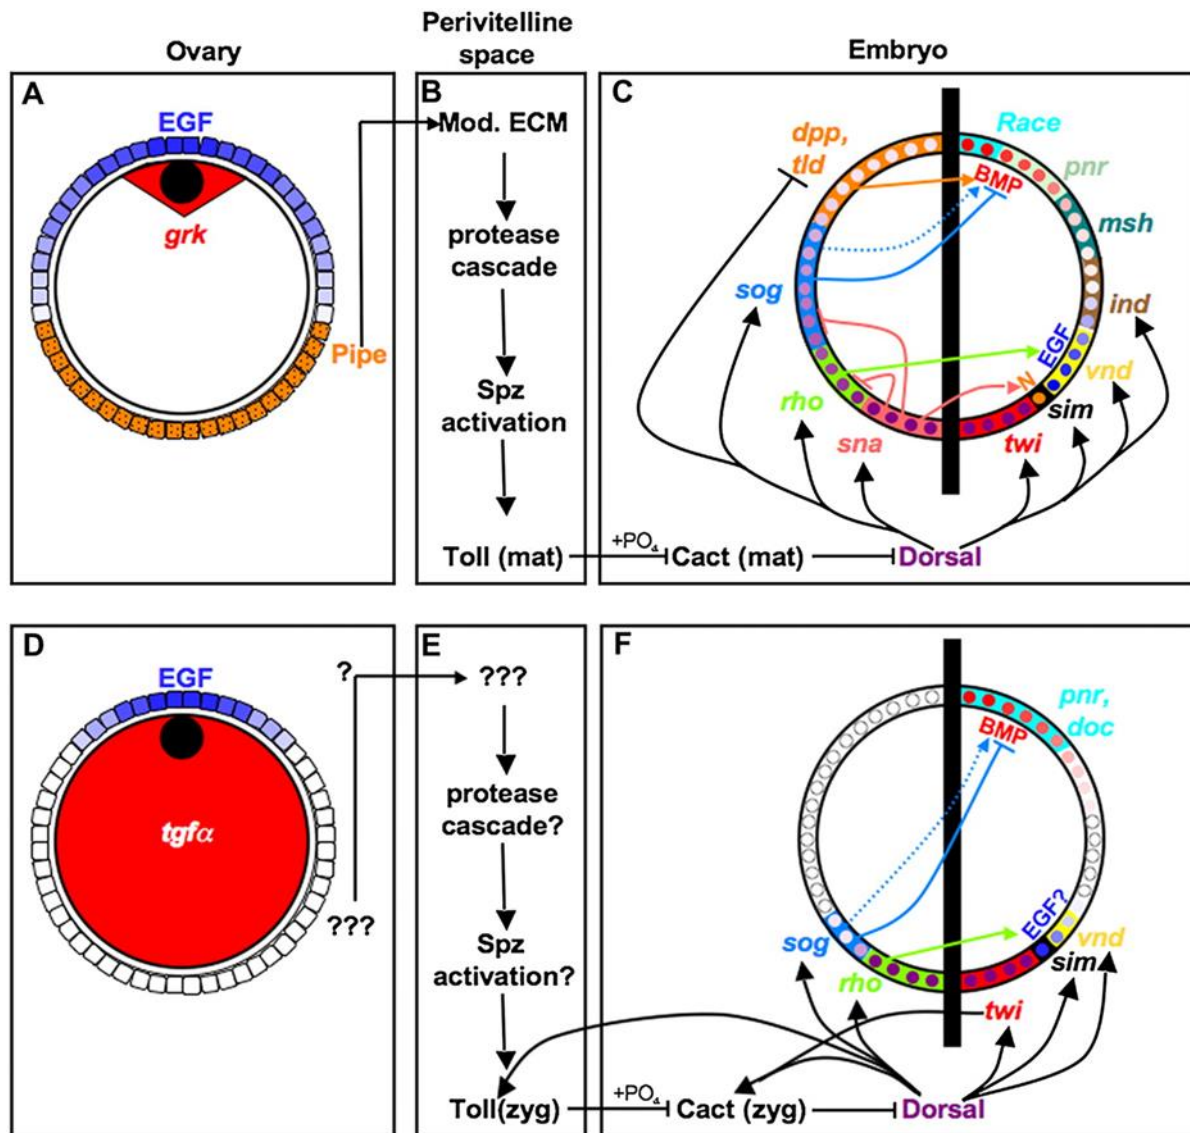 Ovary
Perivitelline
space
Embryo
A
EGF
grk
Pipe
B
Mod. ECM
protease
cascade
Spz
activation
Toll (mat)
+PO4
Cact (mat)
Dorsal
C
dpp,
tld
Race
BMP
pnr
msh
sog
ind
EGF
vnd
N
rho
sim
sna
twi
D
EGF
?
tgfα
???
E
???
protease
cascade?
Spz
activation?
Toll(zyg)
+PO4
Cact (zyg)
Dorsal
F
pnr,
doc
BMP
EGF?
sog
vnd
sim
rho
twi